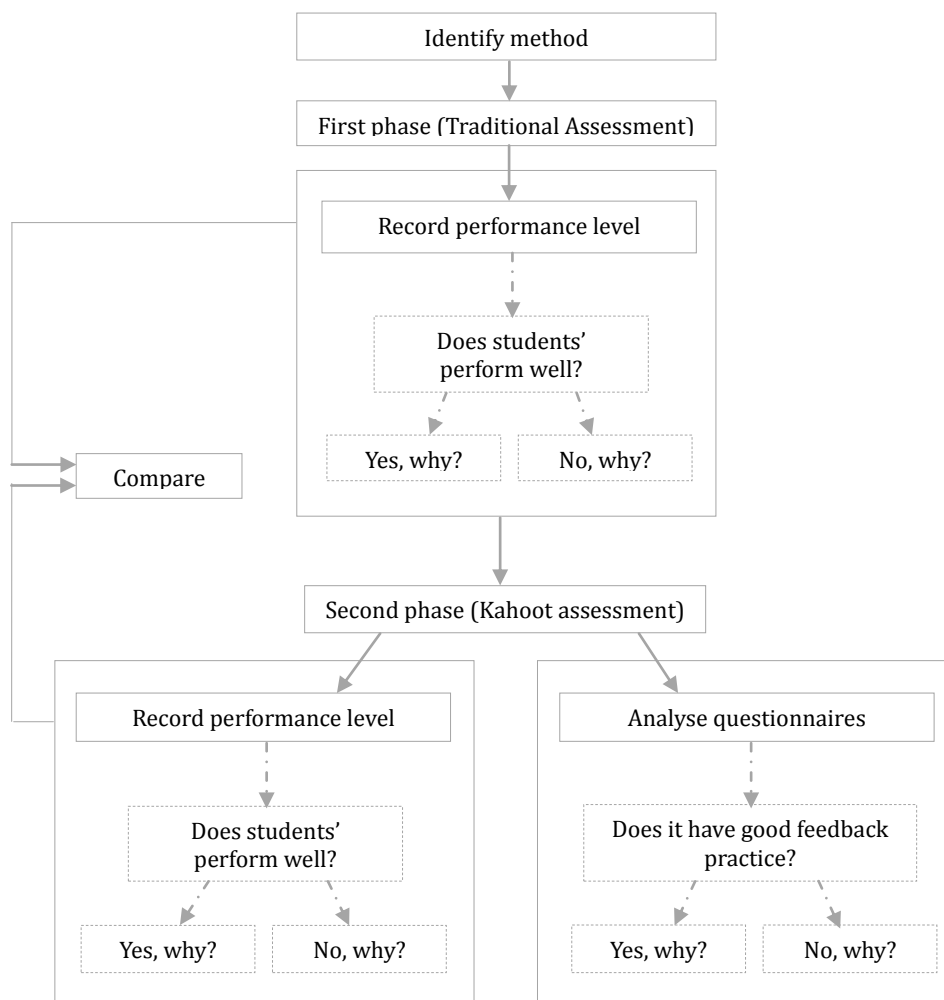 Identify method
First phase (Traditional Assessment)
Record performance level
Does students’
perform well?
Yes, why?
No, why?
Compare
Second phase (Kahoot assessment)
Record performance level
Analyse questionnaires
Does students’
perform well?
Does it have good feedback
practice?
Yes, why?
No, why?
Yes, why?
No, why?